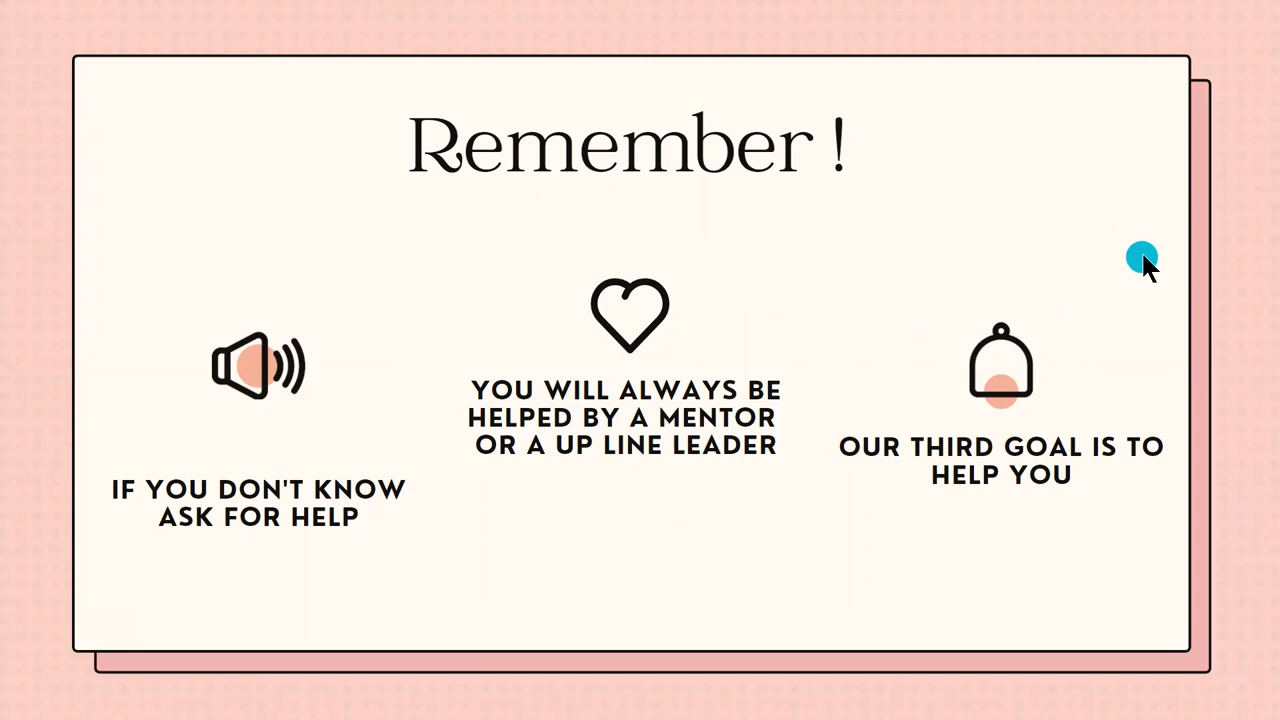 Remember !
IF YOU DON'T KNOW
ASK FOR HELP
YOU WILL ALWAYS BE
HELPED BY A MENTOR
OR A UP LINE LEADER
OUR THIRD GOAL IS TO
HELP YOU